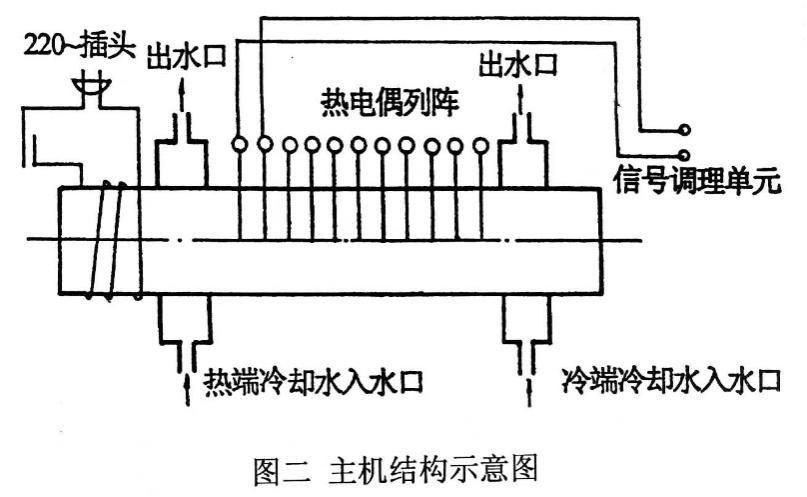 220~插头
出水口
出水口
热电偶列阵
信号调理单元
热端冷却水入水口
冷端冷却水入水口
图二 主机结构示意图